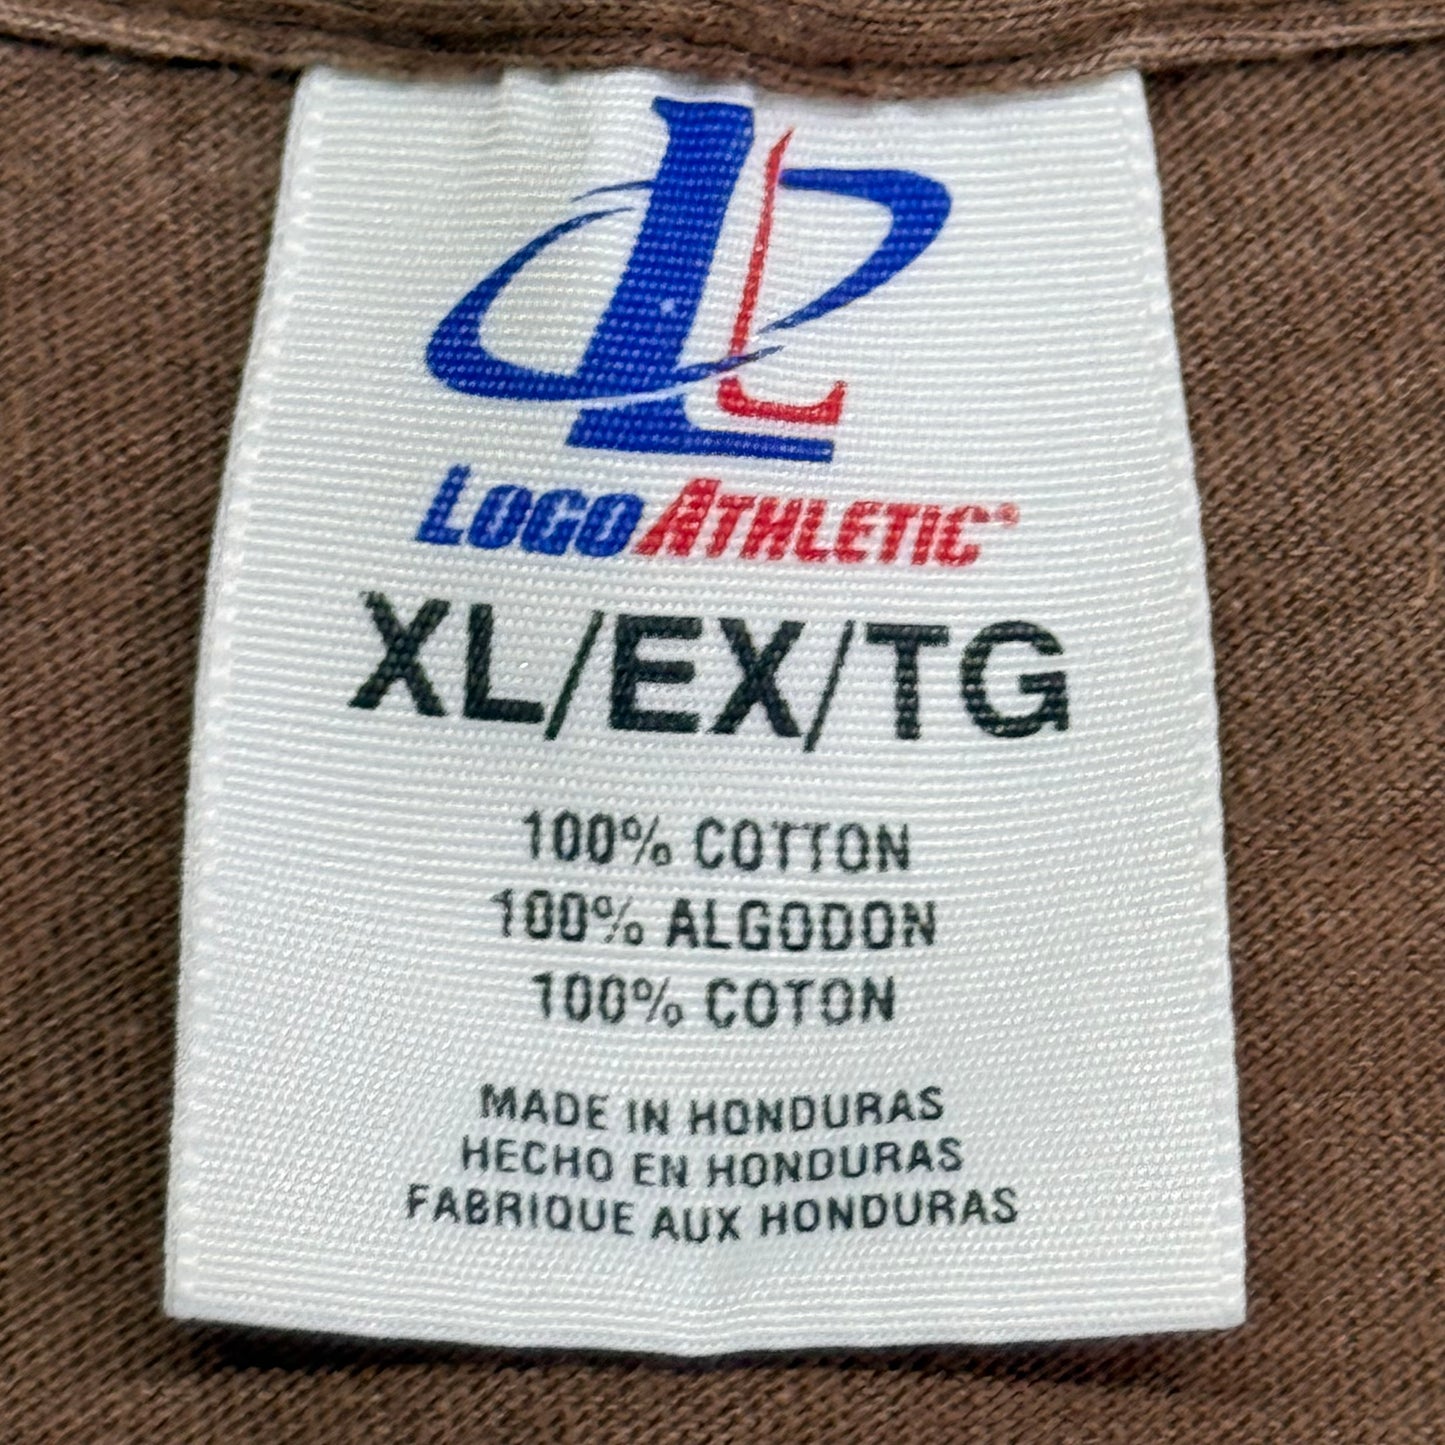 LOGOATHLETIC®
XL/EX/TG
100% COTTON
100% ALGODON
100% COTON
MADE IN HONDURAS
HECHO EN HONDURAS
FABRIQUE AUX HONDURAS